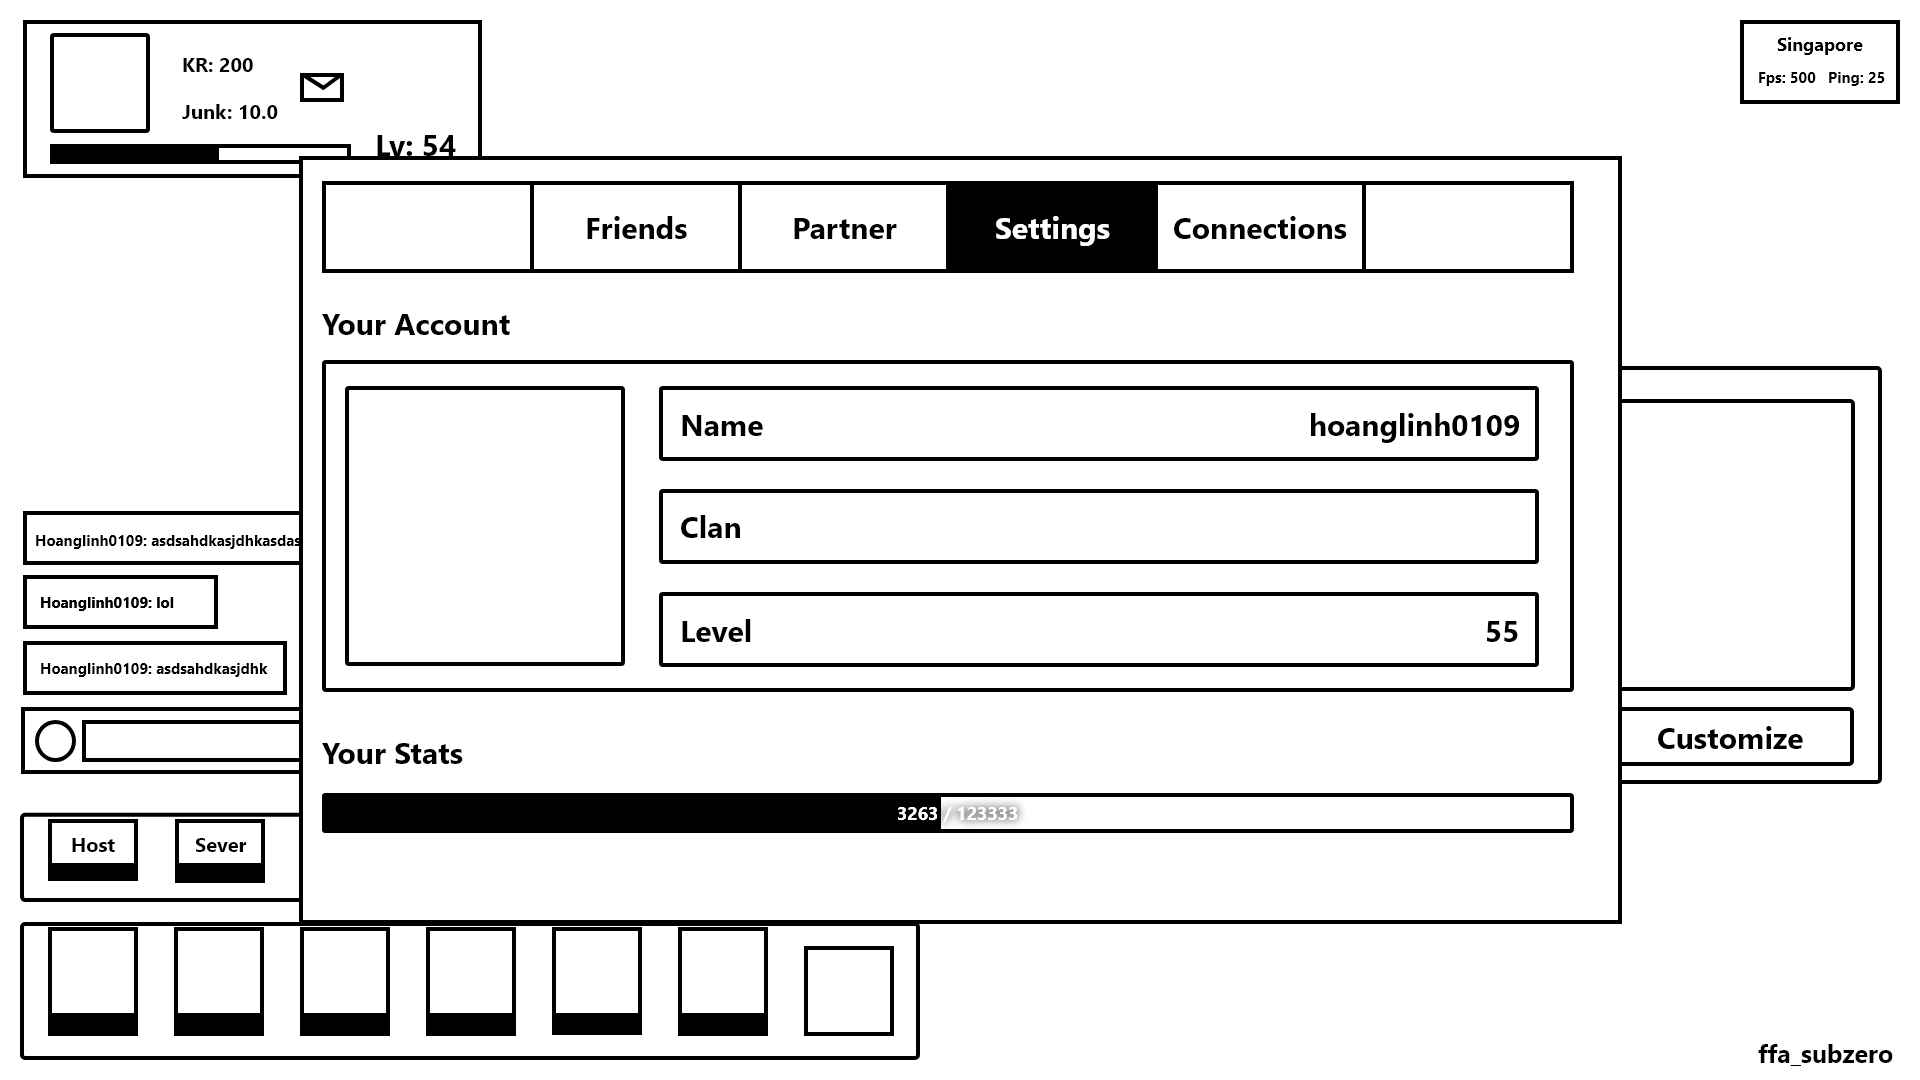 KR: 200
Junk: 10.0
Lv: 54
Singapore
Fps: 500 Ping: 25
Friends Partner Settings Connections
Your Account
Name hoanglinh0109
Clan
Level 55
Your Stats
3263 / 123333
Hoanglinh0109: asdsahdkasjdhkasdas
Hoanglinh0109: lol
Hoanglinh0109: asdsahdkasjdhk
Customize
Host Sever
ffa_subzero